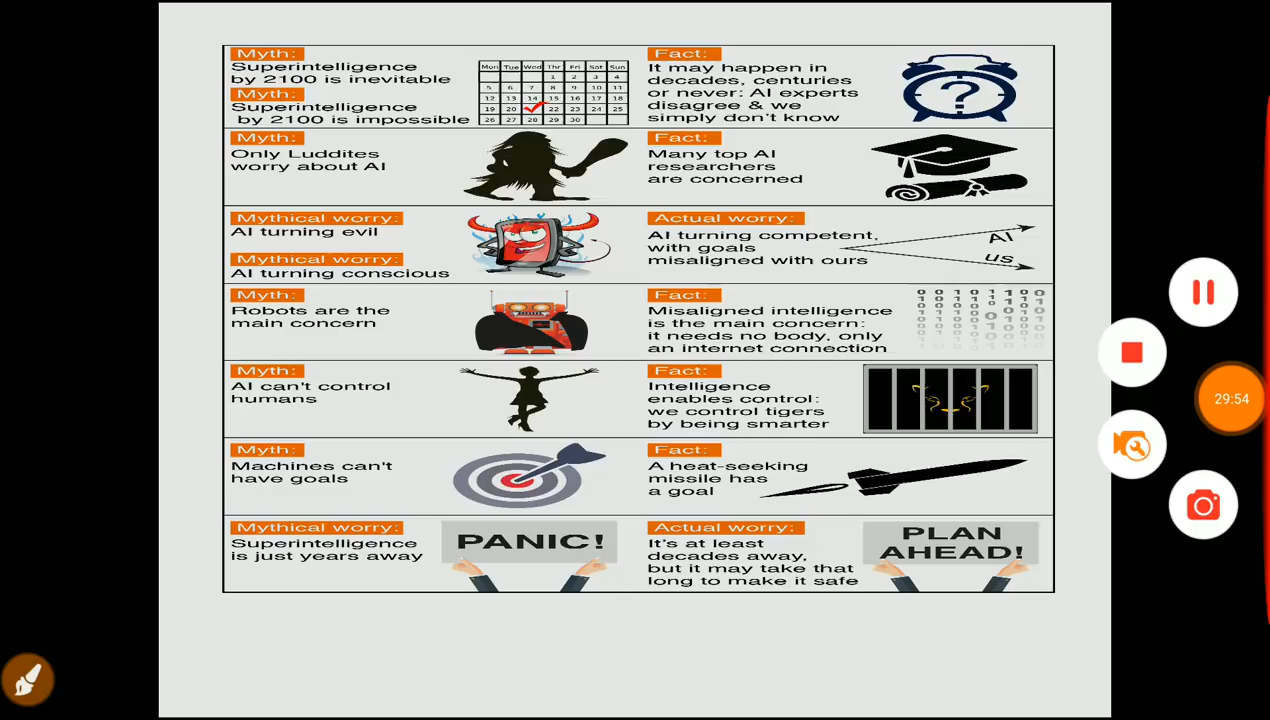 Myth:
Superintelligence
by 2100 is inevitable
Myth:
Superintelligence
by 2100 is impossible
Mon Tue Wed Thr Fri Sat Sun
1 2 3 4
5 6 7 8 9 10 11
12 13 14 15 16 17 18
19 20 22 23 24 25
26 27 28 29 30
Fact:
It may happen in
decades, centuries
or never: AI experts
disagree & we
simply don't know
?
Myth:
Only Luddites
worry about AI
Fact:
Many top AI
researchers
are concerned
Mythical worry:
AI turning evil
Mythical worry:
AI turning conscious
Actual worry:
AI turning competent,
with goals
misaligned with ours
AI
us
Myth:
Robots are the
main concern
Fact:
Misaligned intelligence
is the main concern:
it needs no body, only
an internet connection
Myth:
AI can't control
humans
Fact:
Intelligence
enables control:
we control tigers
by being smarter
Myth:
Machines can't
have goals
Fact:
A heat-seeking
missile has
a goal
Mythical worry:
Superintelligence
is just years away
PANIC!
Actual worry:
It's at least
decades away,
but it may take that
long to make it safe
PLAN
AHEAD!
29:54